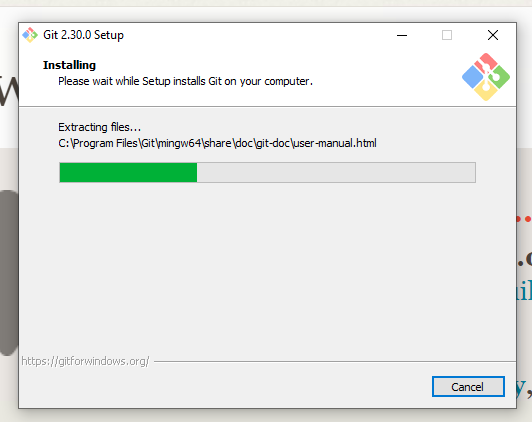 Git 2.30.0 Setup
Installing
Please wait while Setup installs Git on your computer.
Extracting files...
C:\Program Files\Git\mingw64\share\doc\git-doc\user-manual.html
https://gitforwindows.org/
Cancel